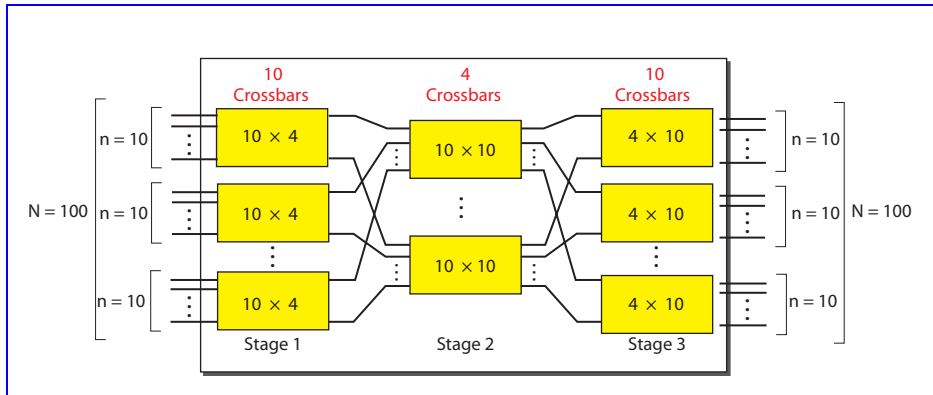 10 Crossbars
4 Crossbars
10 Crossbars
N = 100
n = 10
10 × 4
10 × 10
4 × 10
n = 10
N = 100
n = 10
10 × 4
4 × 10
n = 10
10 × 10
n = 10
10 × 4
4 × 10
n = 10
Stage 1
Stage 2
Stage 3